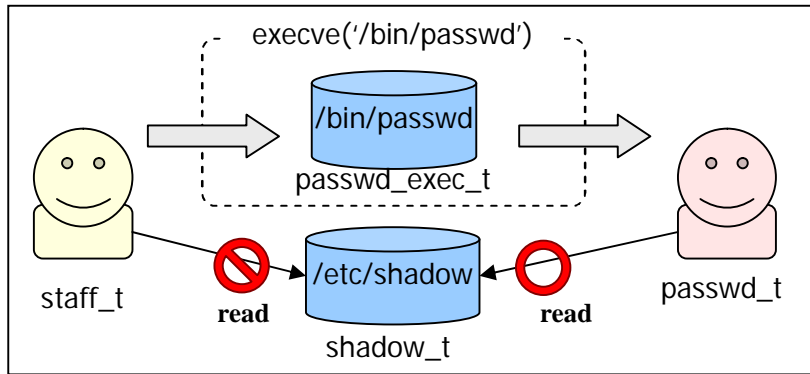 execve(‘/bin/passwd’)
/bin/passwd
passwd_exec_t
/etc/shadow
staff_t
passwd_t
read
read
shadow_t